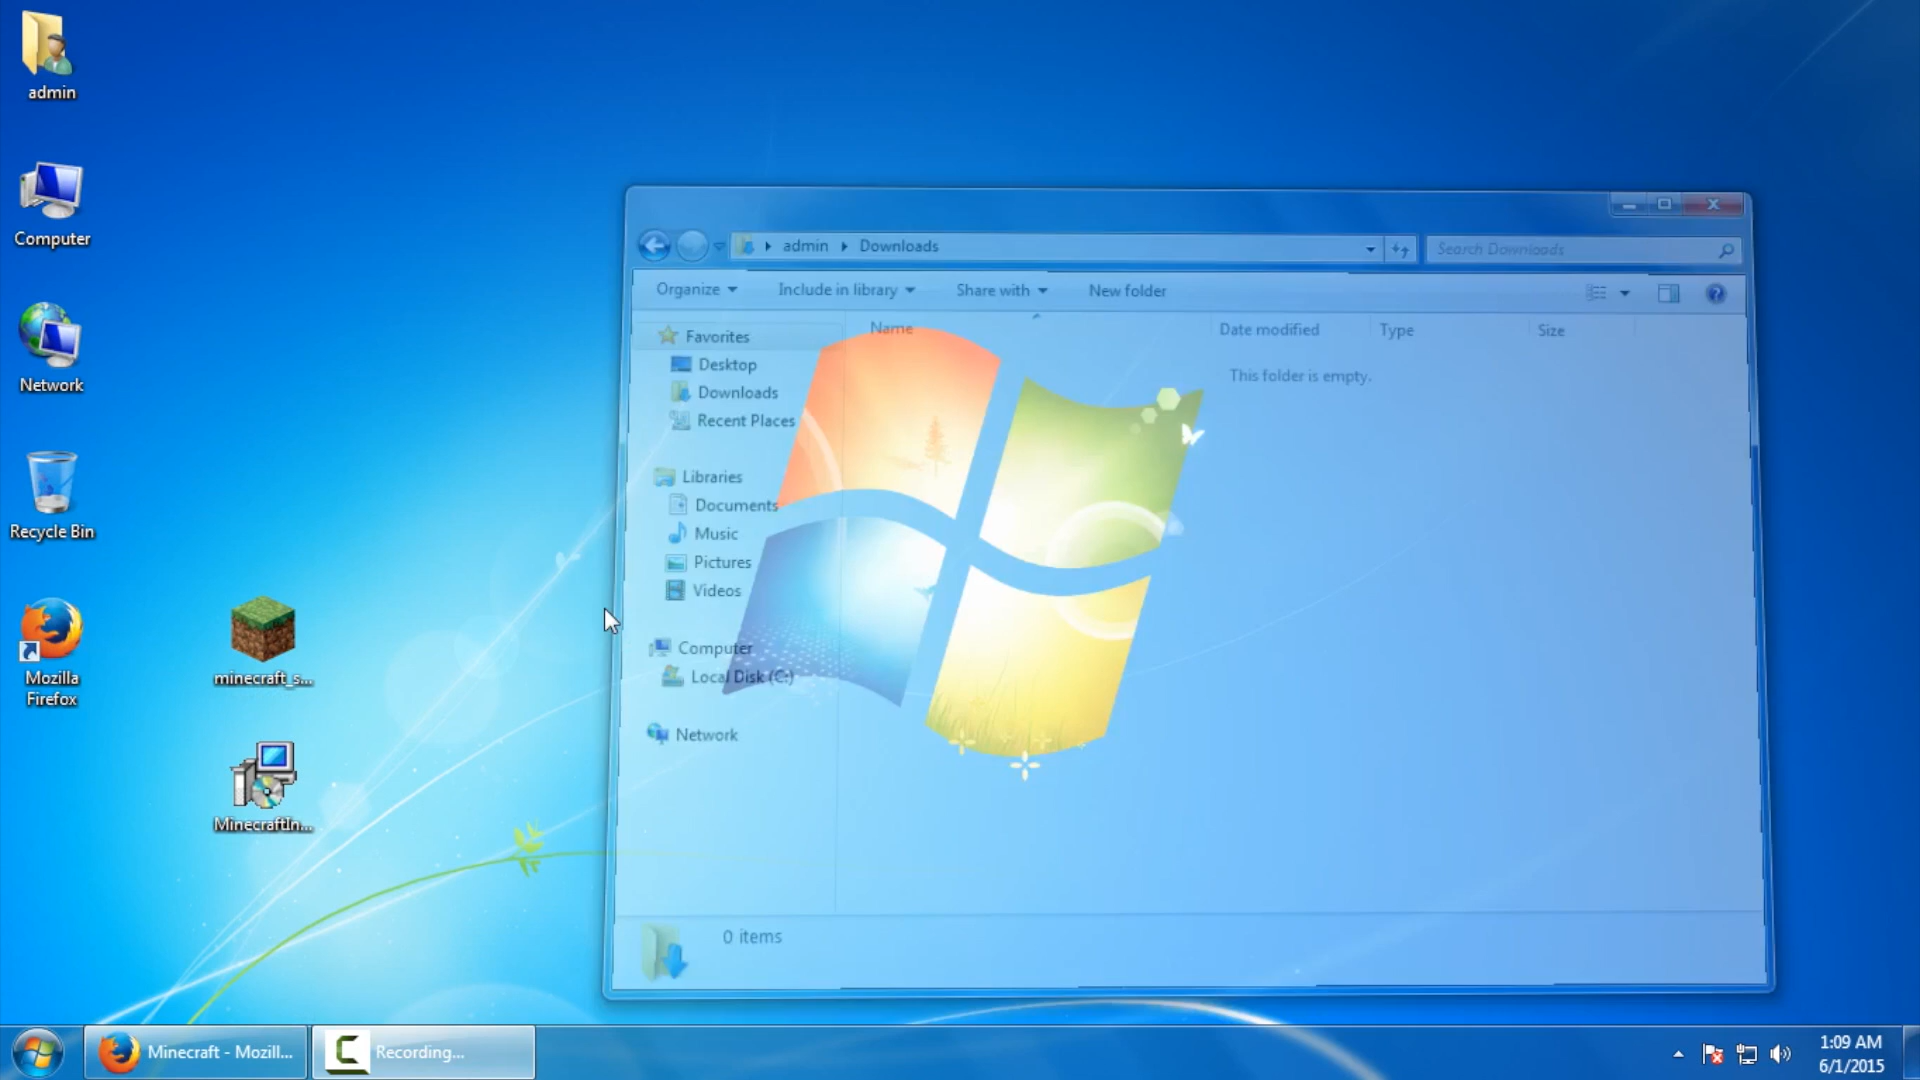 admin
Computer
Network
Recycle Bin
Mozilla
Firefox
minecraft_s...
MinecraftIn...
admin Downloads
Search Downloads
Organize Include in library Share with New folder
Name Date modified Type Size
This folder is empty.
Favorites
Desktop
Downloads
Recent Places
Libraries
Documents
Music
Pictures
Videos
Computer
Local Disk (C:)
Network
0 items
Minecraft - Mozill...
Recording...
1:09 AM
6/1/2015